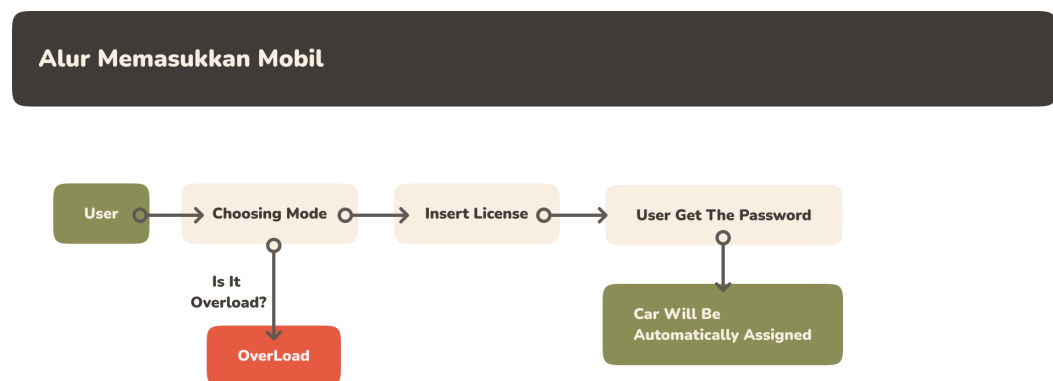 Alur Memasukkan Mobil
User
Choosing Mode
Insert License
User Get The Password
Is It
Overload?
OverLoad
Car Will Be
Automatically Assigned